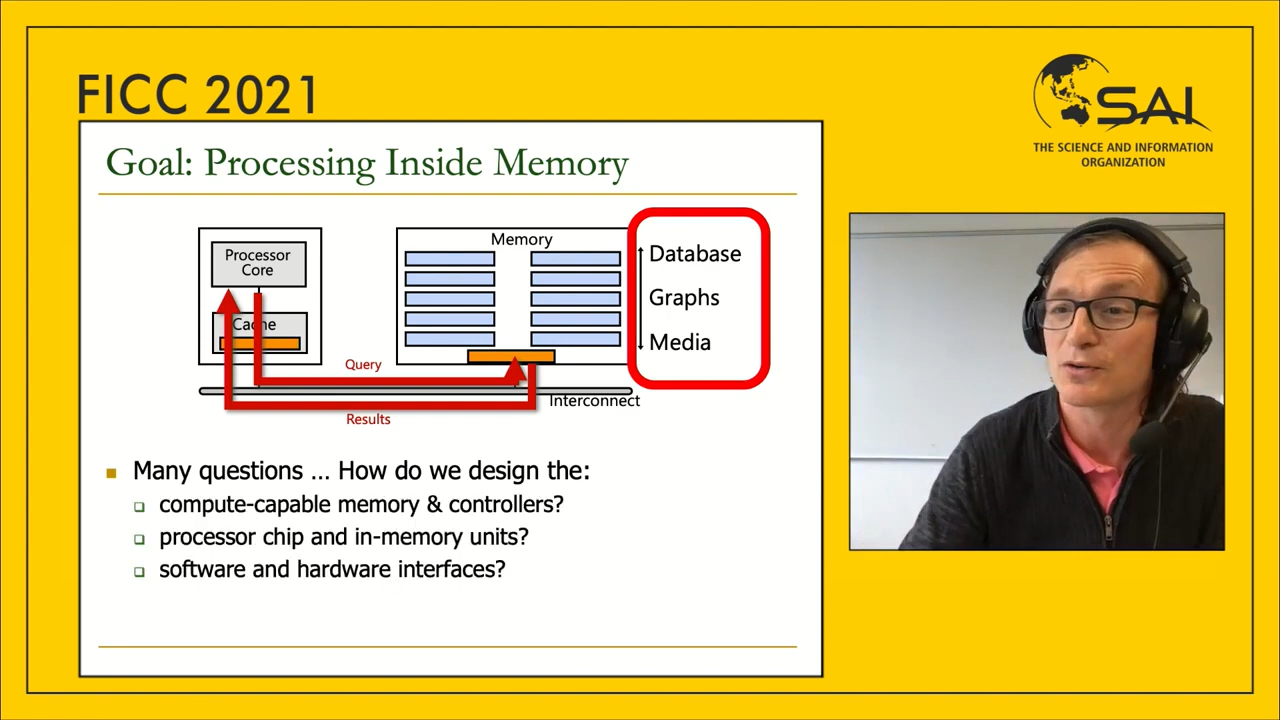 FICC 2021
SAI
THE SCIENCE AND INFORMATION
ORGANIZATION
Goal: Processing Inside Memory
Processor
Core
Cache
Memory
Database
Graphs
Media
Query
Interconnect
Results
Many questions ... How do we design the:
compute-capable memory & controllers?
processor chip and in-memory units?
software and hardware interfaces?